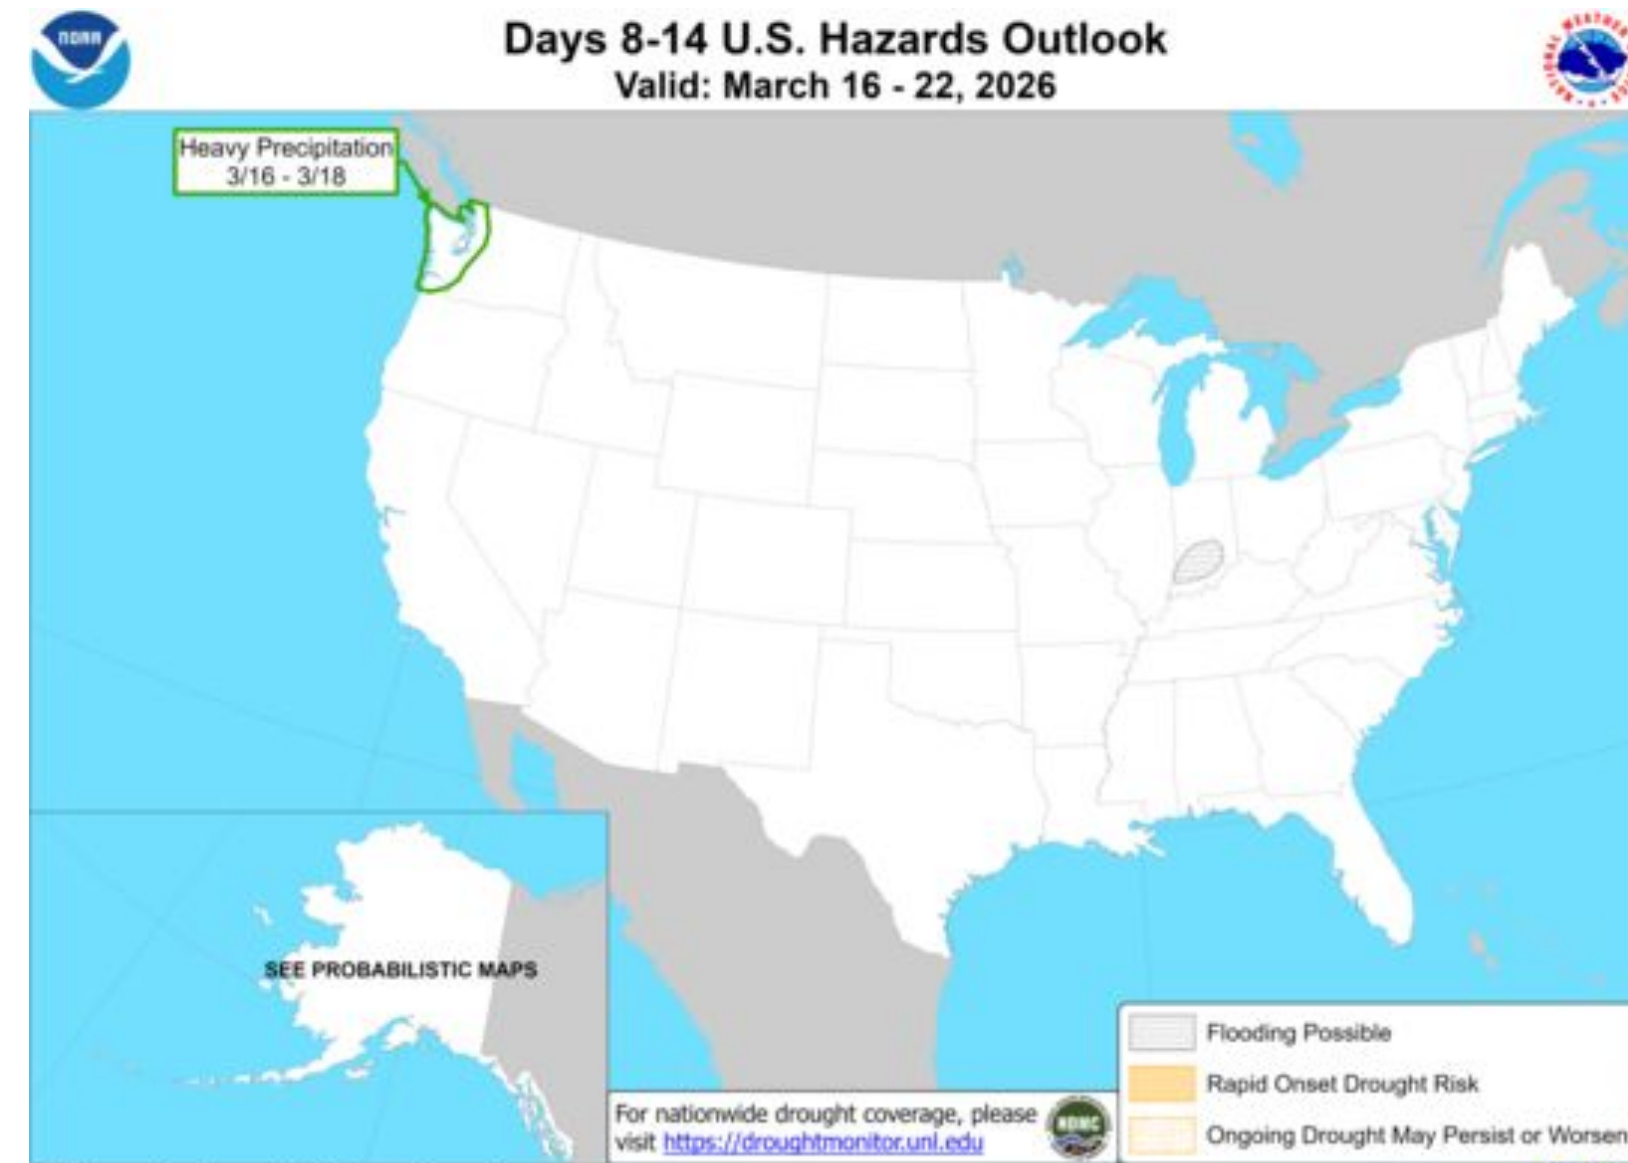 NOAA
Days 8-14 U.S. Hazards Outlook
Valid: March 16 - 22, 2026
Heavy Precipitation
3/16 - 3/18
SEE PROBABILISTIC MAPS
For nationwide drought coverage, please
visit https://droughtmonitor.unl.edu
NDMC
Flooding Possible
Rapid Onset Drought Risk
Ongoing Drought May Persist or Worsen